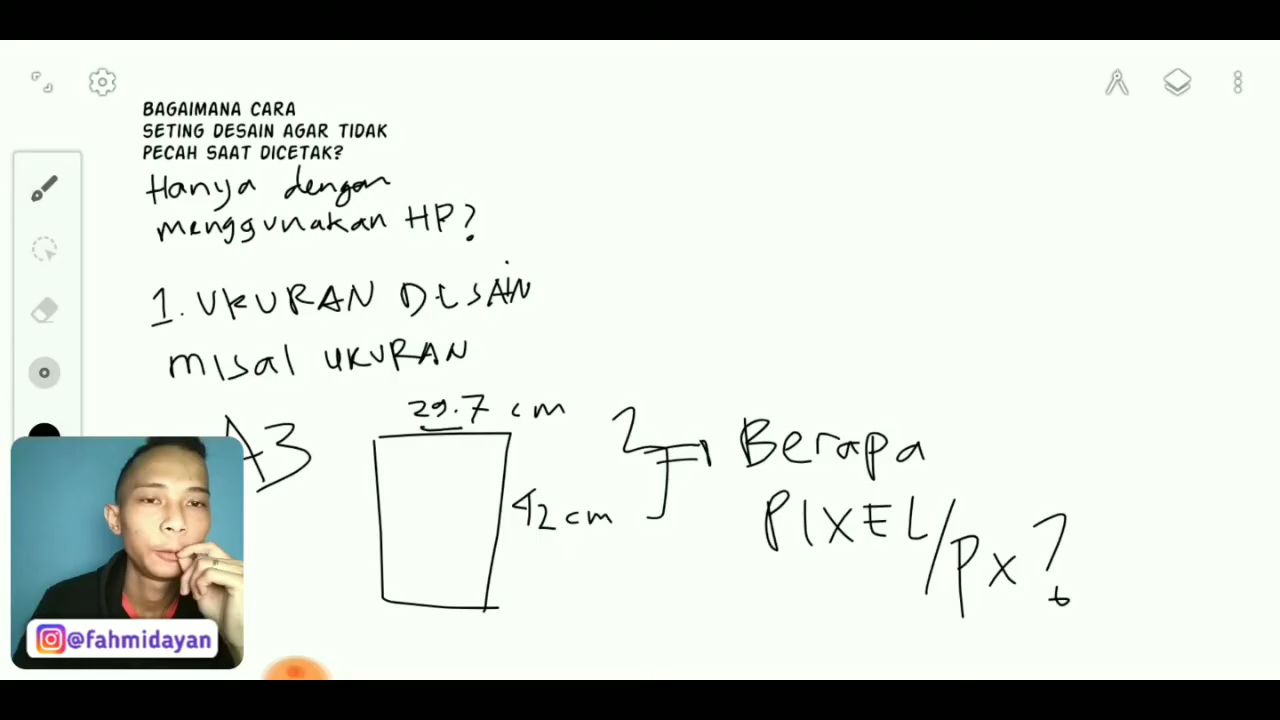 BAGAIMANA CARA
SETING DESAIN AGAR TIDAK
PECAH SAAT DICETAK?
Hanya dengan
menggunakan HP?
1. UKURAN DESAIN
misal UKURAN
A3
29.7 cm
42 cm
Berapa
PIXEL/px?
@fahmidayan